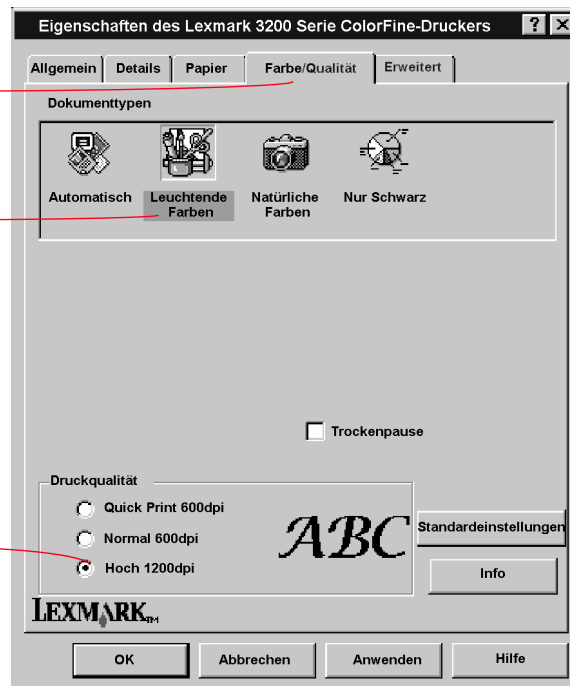 Eigenschaften des Lexmark 3200 Serie ColorFine-Druckers ? ×
Allgemein Details Papier Farbe/Qualität Erweitert
Dokumenttypen
Automatisch Leuchtende Farben Natürliche Farben Nur Schwarz
Trockenpause
Druckqualität
Quick Print 600dpi
Normal 600dpi
Hoch 1200dpi
ABC
Standardeinstellungen
Info
LEXMARK™
OK Abbrechen Anwenden Hilfe